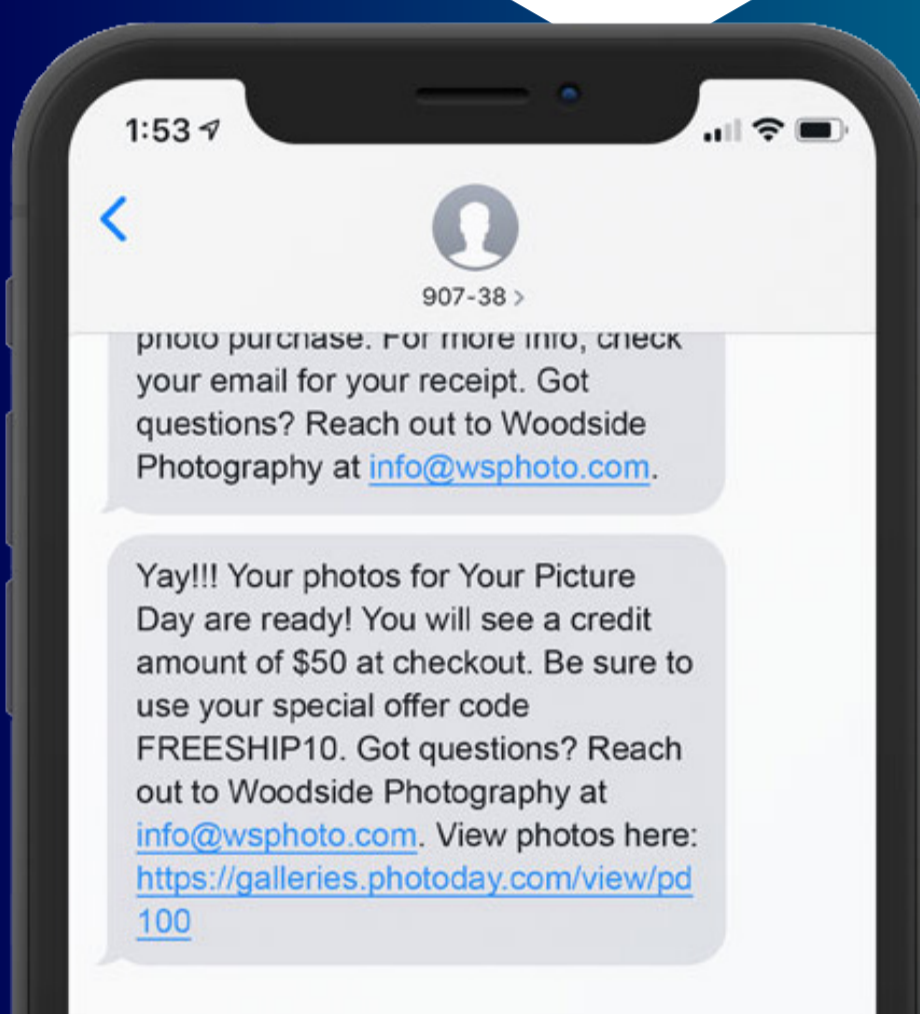 1:53
907-38 >
photo purchase. For more info, check
your email for your receipt. Got
questions? Reach out to Woodside
Photography at info@wsphoto.com.
Yay!!! Your photos for Your Picture
Day are ready! You will see a credit
amount of $50 at checkout. Be sure to
use your special offer code
FREESHIP10. Got questions? Reach
out to Woodside Photography at
info@wsphoto.com. View photos here:
https://galleries.photoday.com/view/pd
100